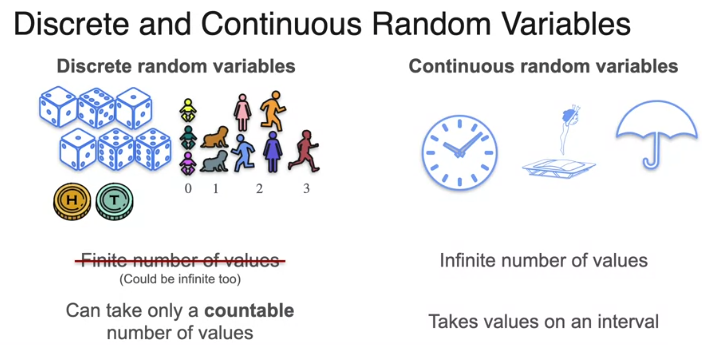 Discrete and Continuous Random Variables
Discrete random variables
Continuous random variables
H T
0 1 2 3
Finite number of values
(Could be infinite too)
Can take only a countable
number of values
Infinite number of values
Takes values on an interval